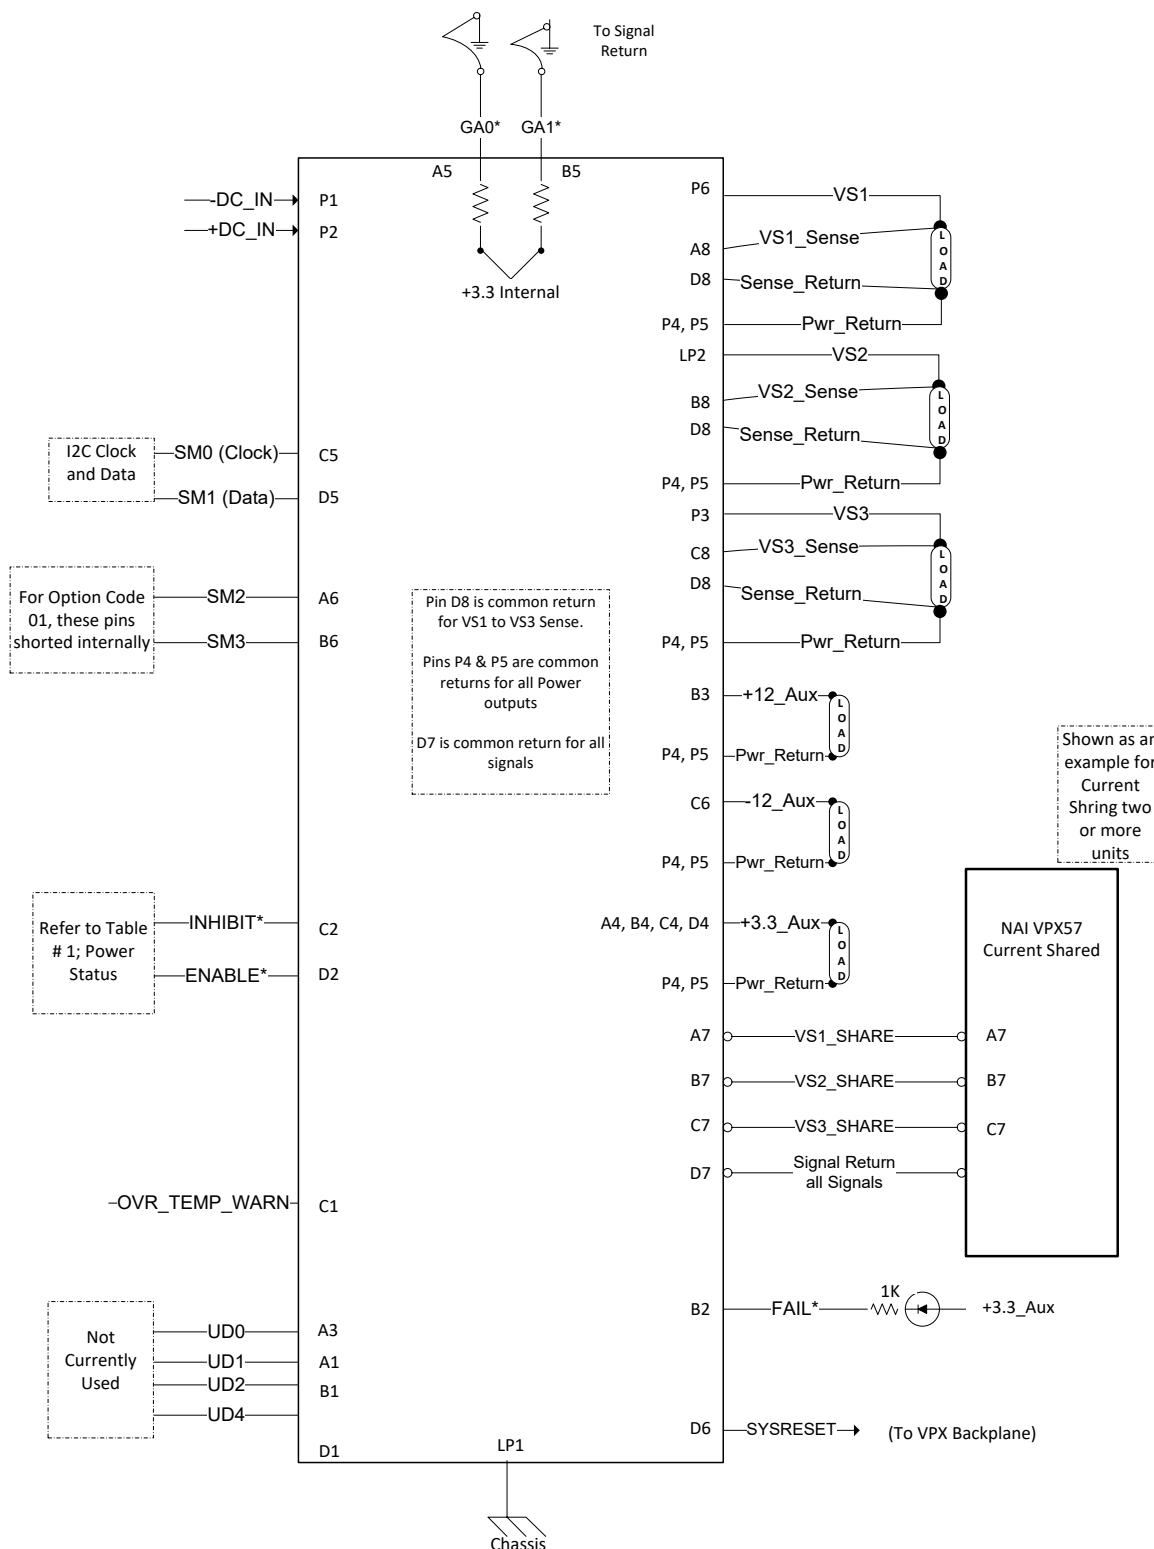 To Signal
Return
GA0*
GA1*
A5
B5
-DC_IN
P1
+DC_IN
P2
+3.3 Internal
P6
VS1
A8
VS1_Sense
D8
Sense_Return
P4, P5
Pwr_Return
LOAD
LP2
VS2
B8
VS2_Sense
D8
Sense_Return
P4, P5
Pwr_Return
LOAD
P3
VS3
C8
VS3_Sense
D8
Sense_Return
P4, P5
Pwr_Return
LOAD
I2C Clock
and Data
SM0 (Clock)
C5
SM1 (Data)
D5
For Option Code
01, these pins
shorted internally
SM2
A6
SM3
B6
Pin D8 is common return
for VS1 to VS3 Sense.
Pins P4 & P5 are common
returns for all Power
outputs
D7 is common return for all
signals
B3
+12_Aux
P4, P5
Pwr_Return
LOAD
C6
-12_Aux
P4, P5
Pwr_Return
LOAD
A4, B4, C4, D4
+3.3_Aux
P4, P5
Pwr_Return
LOAD
Shown as an
example for
Current
Shring two
or more
units
Refer to Table
# 1; Power
Status
INHIBIT*
C2
ENABLE*
D2
NAI VPX57
Current Shared
A7
VS1_SHARE
A7
B7
VS2_SHARE
B7
C7
VS3_SHARE
C7
D7
Signal Return
all Signals
-OVR_TEMP_WARN
C1
B2
FAIL*
1K
+3.3_Aux
Not
Currently
Used
UD0
A3
UD1
A1
UD2
B1
UD4
D1
LP1
D6
SYSRESET
(To VPX Backplane)
Chassis